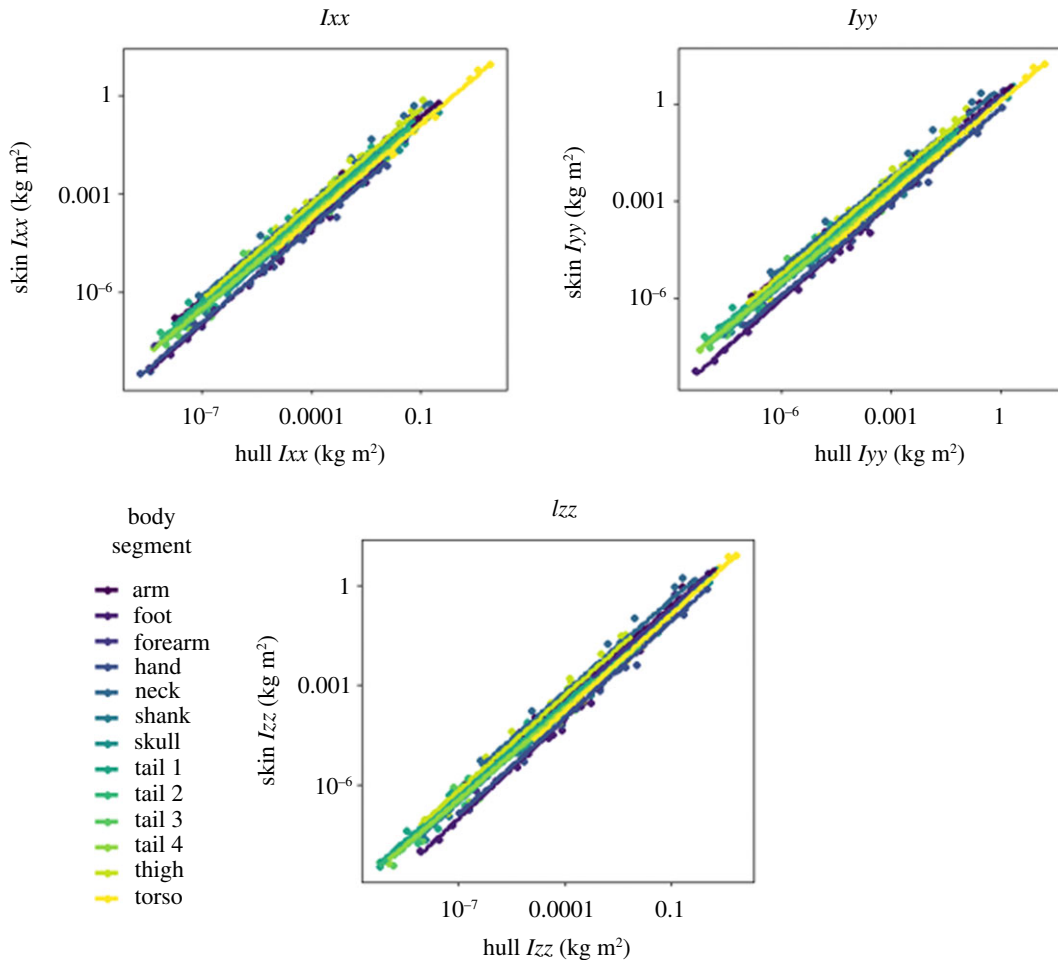 Ixx
1
0.001
10⁻⁶
skin Ixx (kg m²)
10⁻⁷ 0.0001 0.1
hull Ixx (kg m²)
Iyy
1
0.001
10⁻⁶
skin Iyy (kg m²)
10⁻⁶ 0.001 1
hull Iyy (kg m²)
body
segment
arm
foot
forearm
hand
neck
shank
skull
tail 1
tail 2
tail 3
tail 4
thigh
torso
lzz
1
0.001
10⁻⁶
skin Izz (kg m²)
10⁻⁷ 0.0001 0.1
hull Izz (kg m²)